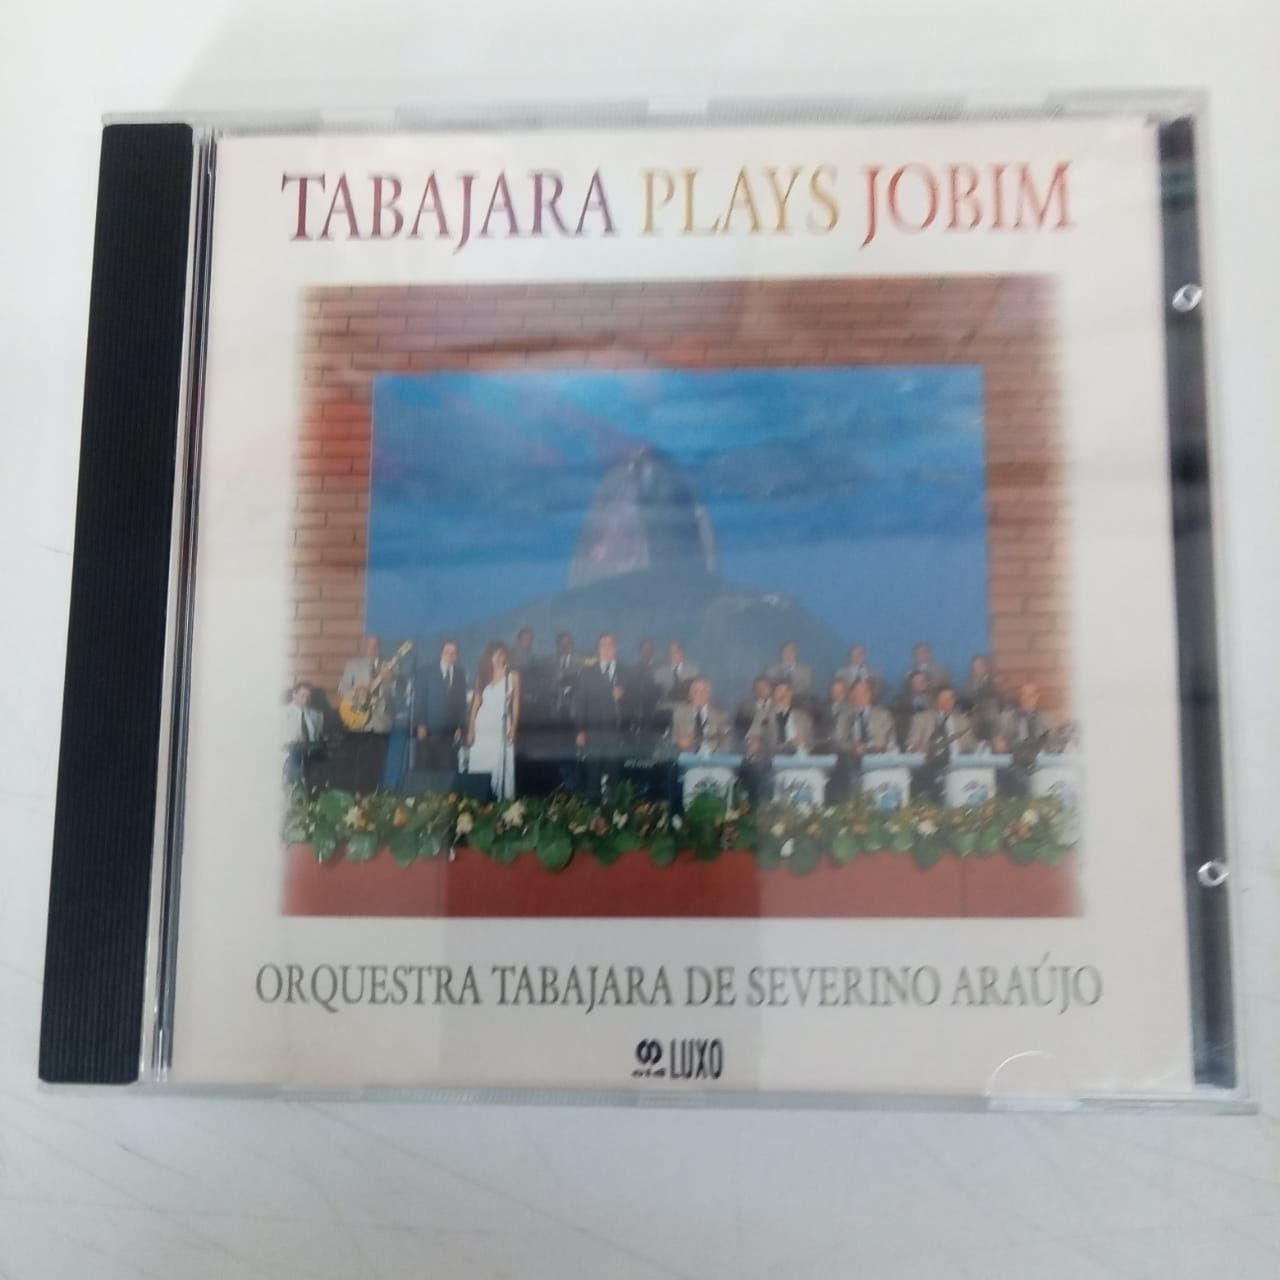 TABAJARA PLAYS JOBIM
ORQUESTRA TABAJARA DE SEVERINO ARAÚJO
LUXO